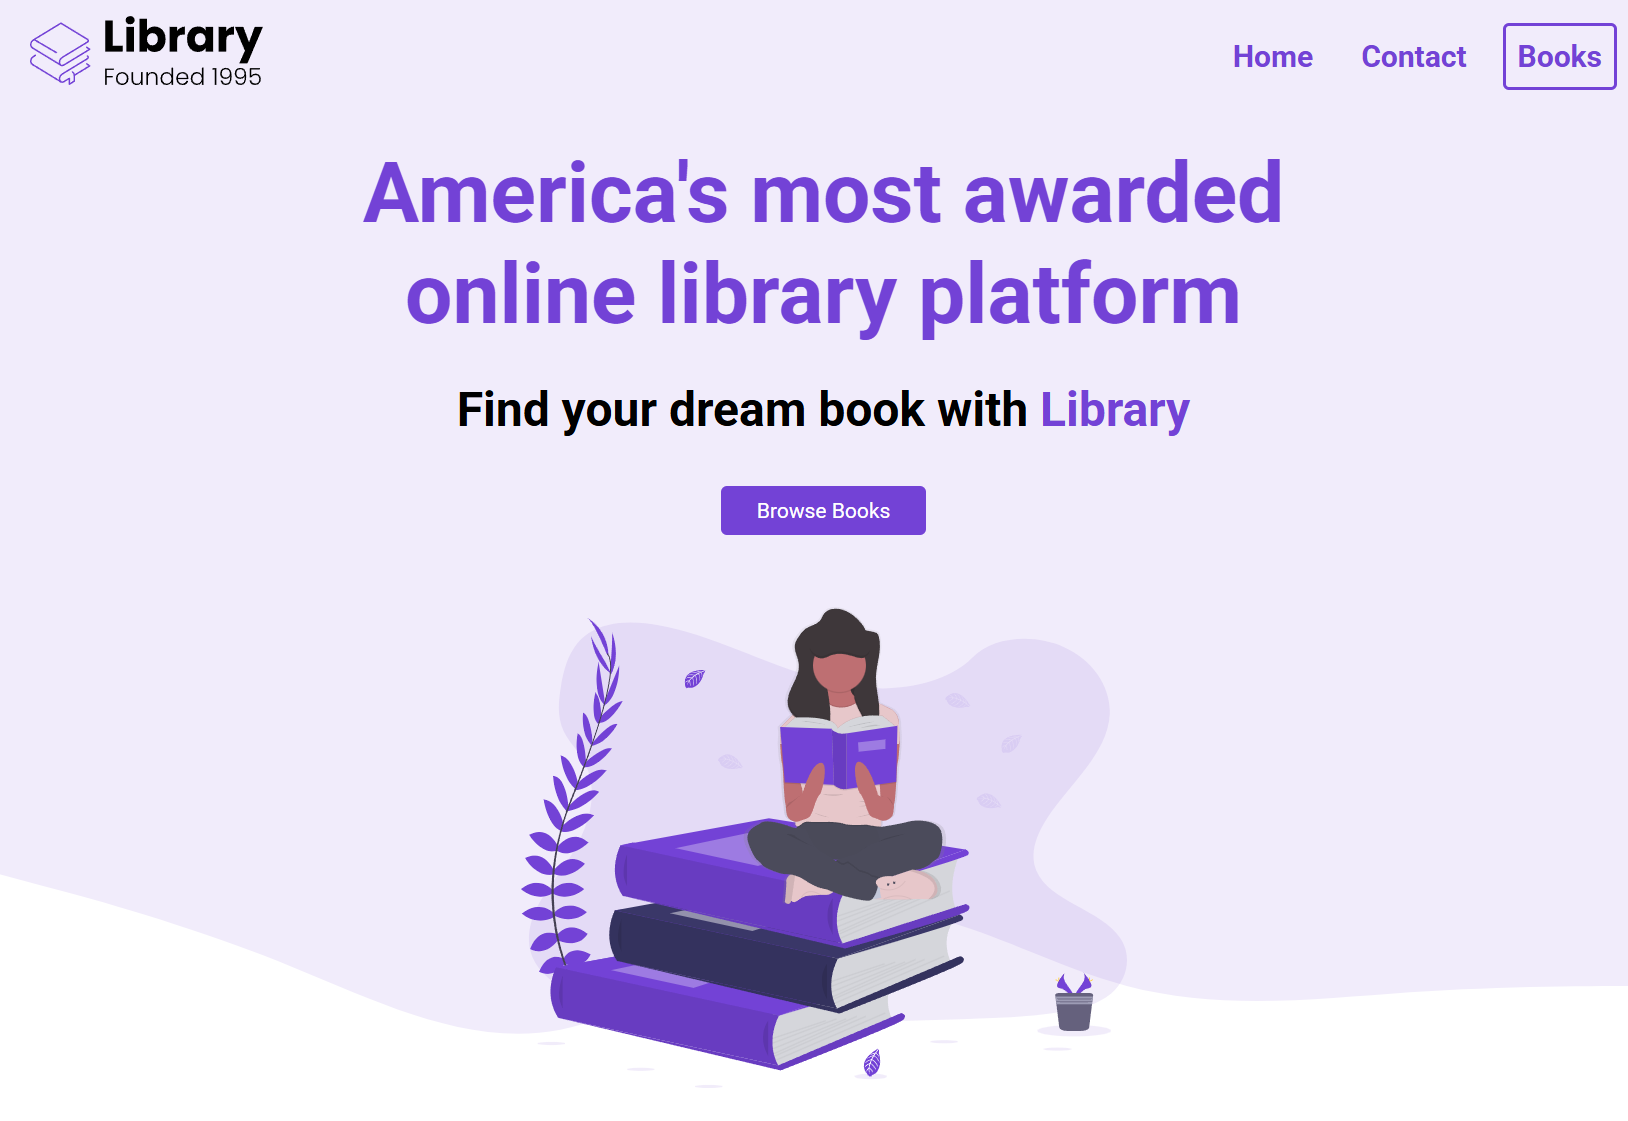 Library
Founded 1995
Home
Contact
Books
America's most awarded
online library platform
Find your dream book with Library
Browse Books